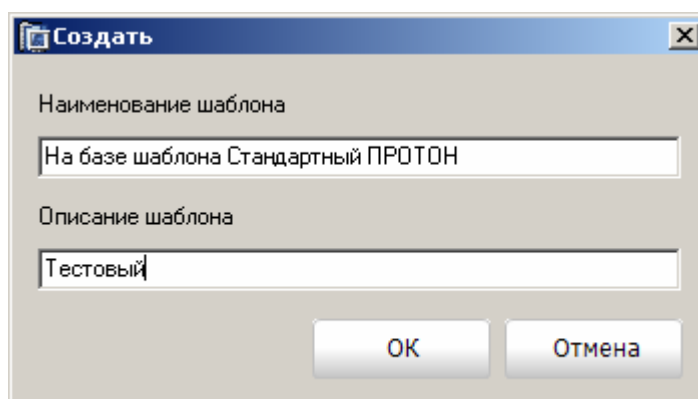 Создать
Наименование шаблона
На базе шаблона Стандартный ПРОТОН
Описание шаблона
Тестовый
ОК
Отмена